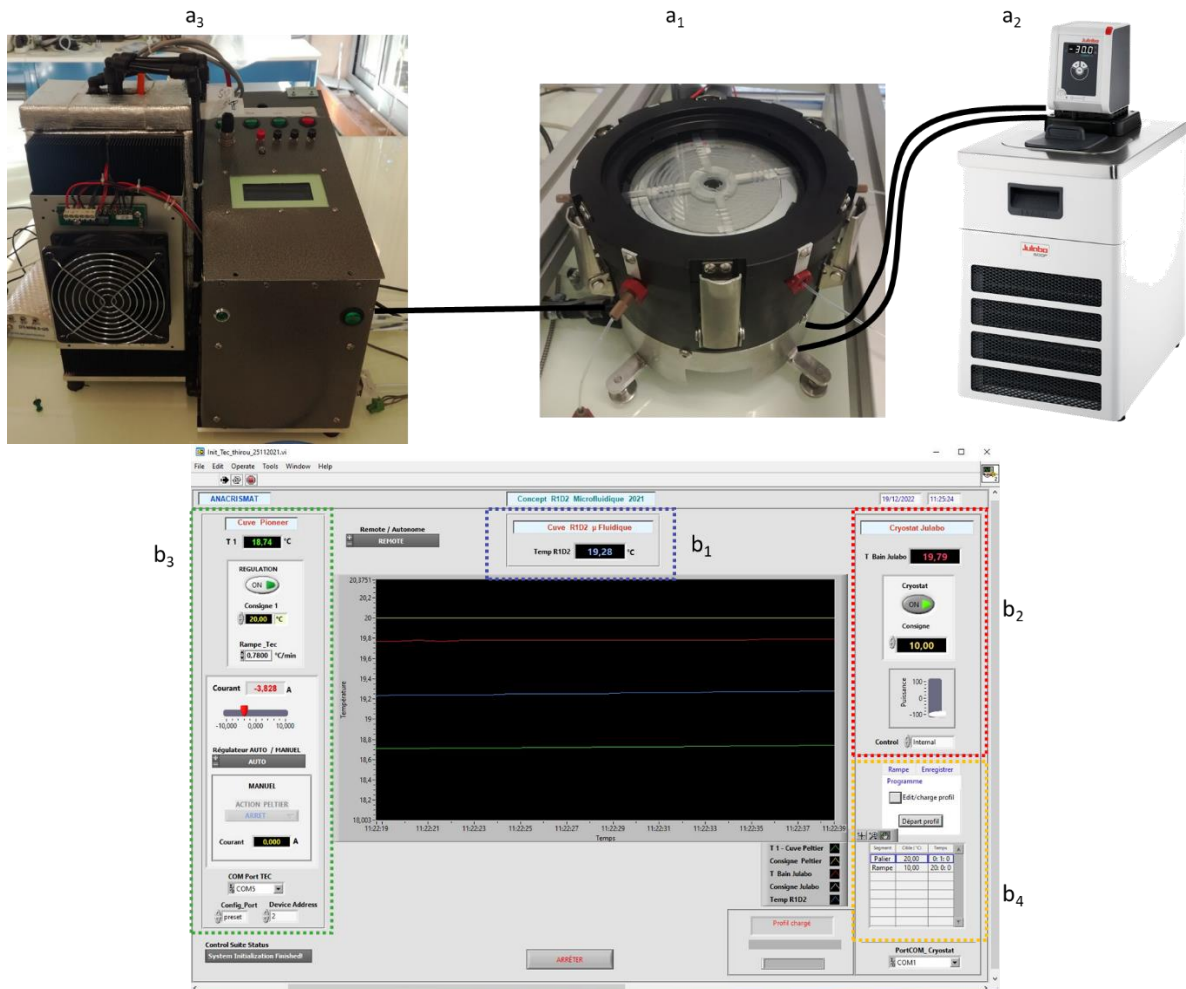 a3
a1
a2
Julabo
-30.0
Julabo
Init_Tec_thirou_25112021.vi
File Edit Operate Tools Window Help
ANACRISMAT
Concept R1D2 Microfluidique 2021
19/12/2022 11:25:24
b3
Cuve Pioneer
T 1 18,74 °C
REGULATION
ON
Consigne 1
20,00 °C
Rampe _Tec
0,7800 °C/min
Courant -3,828 A
-10,000 0,000 10,000
Régulateur AUTO / MANUEL
AUTO
MANUEL
ACTION PELTIER
ARRET
Courant 0,000 A
COM Port TEC
COM5
Config_Port Device Address
preset 2
Control Suite Status
System Initialization Finished!
Remote / Autonome
REMOTE
Cuve R1D2 µ Fluidique
Temp R1D2 19,28 °C
b1
Température
20,3751
20,2
20
19,8
19,6
19,4
19,2
19
18,8
18,6
18,4
18,2
18,003
11:22:19 11:22:21 11:22:23 11:22:25 11:22:27 11:22:29 11:22:31 11:22:33 11:22:35 11:22:37 11:22:39
Temps
T 1 - Cuve Peltier
Consigne Peltier
T Bain Julabo
Consigne Julabo
Temp R1D2
Profil chargé
ARRÊTER
Cryostat Julabo
T Bain Julabo 19,79
Cryostat
ON
Consigne
10,00
Puissance
100
0
-100
Control Internal
b2
Rampe Enregistrer
Programme
Edit/charge profil
Départ profil
Segment Cible / °C Temps
Palier 20,00 0: 1: 0
Rampe 10,00 20: 0: 0
b4
PortCOM_ Cryostat
COM1